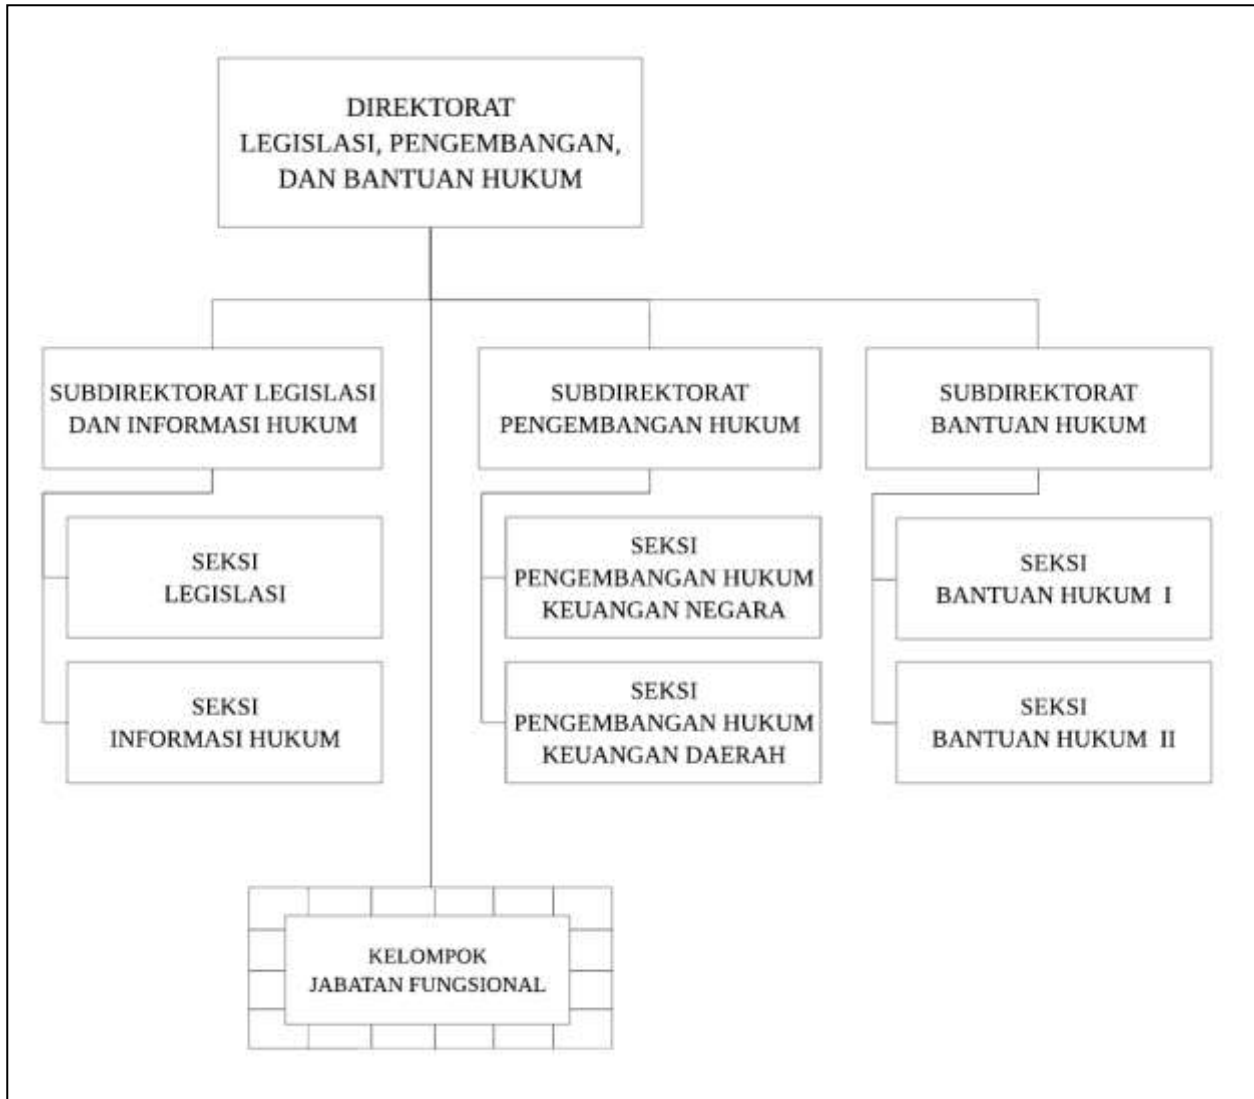 DIREKTORAT
LEGISLASI, PENGEMBANGAN,
DAN BANTUAN HUKUM
SUBDIREKTORAT LEGISLASI
DAN INFORMASI HUKUM
SUBDIREKTORAT
PENGEMBANGAN HUKUM
SUBDIREKTORAT
BANTUAN HUKUM
SEKSI
LEGISLASI
SEKSI
PENGEMBANGAN HUKUM
KEUANGAN NEGARA
SEKSI
BANTUAN HUKUM I
SEKSI
INFORMASI HUKUM
SEKSI
PENGEMBANGAN HUKUM
KEUANGAN DAERAH
SEKSI
BANTUAN HUKUM II
KELOMPOK
JABATAN FUNGSIONAL